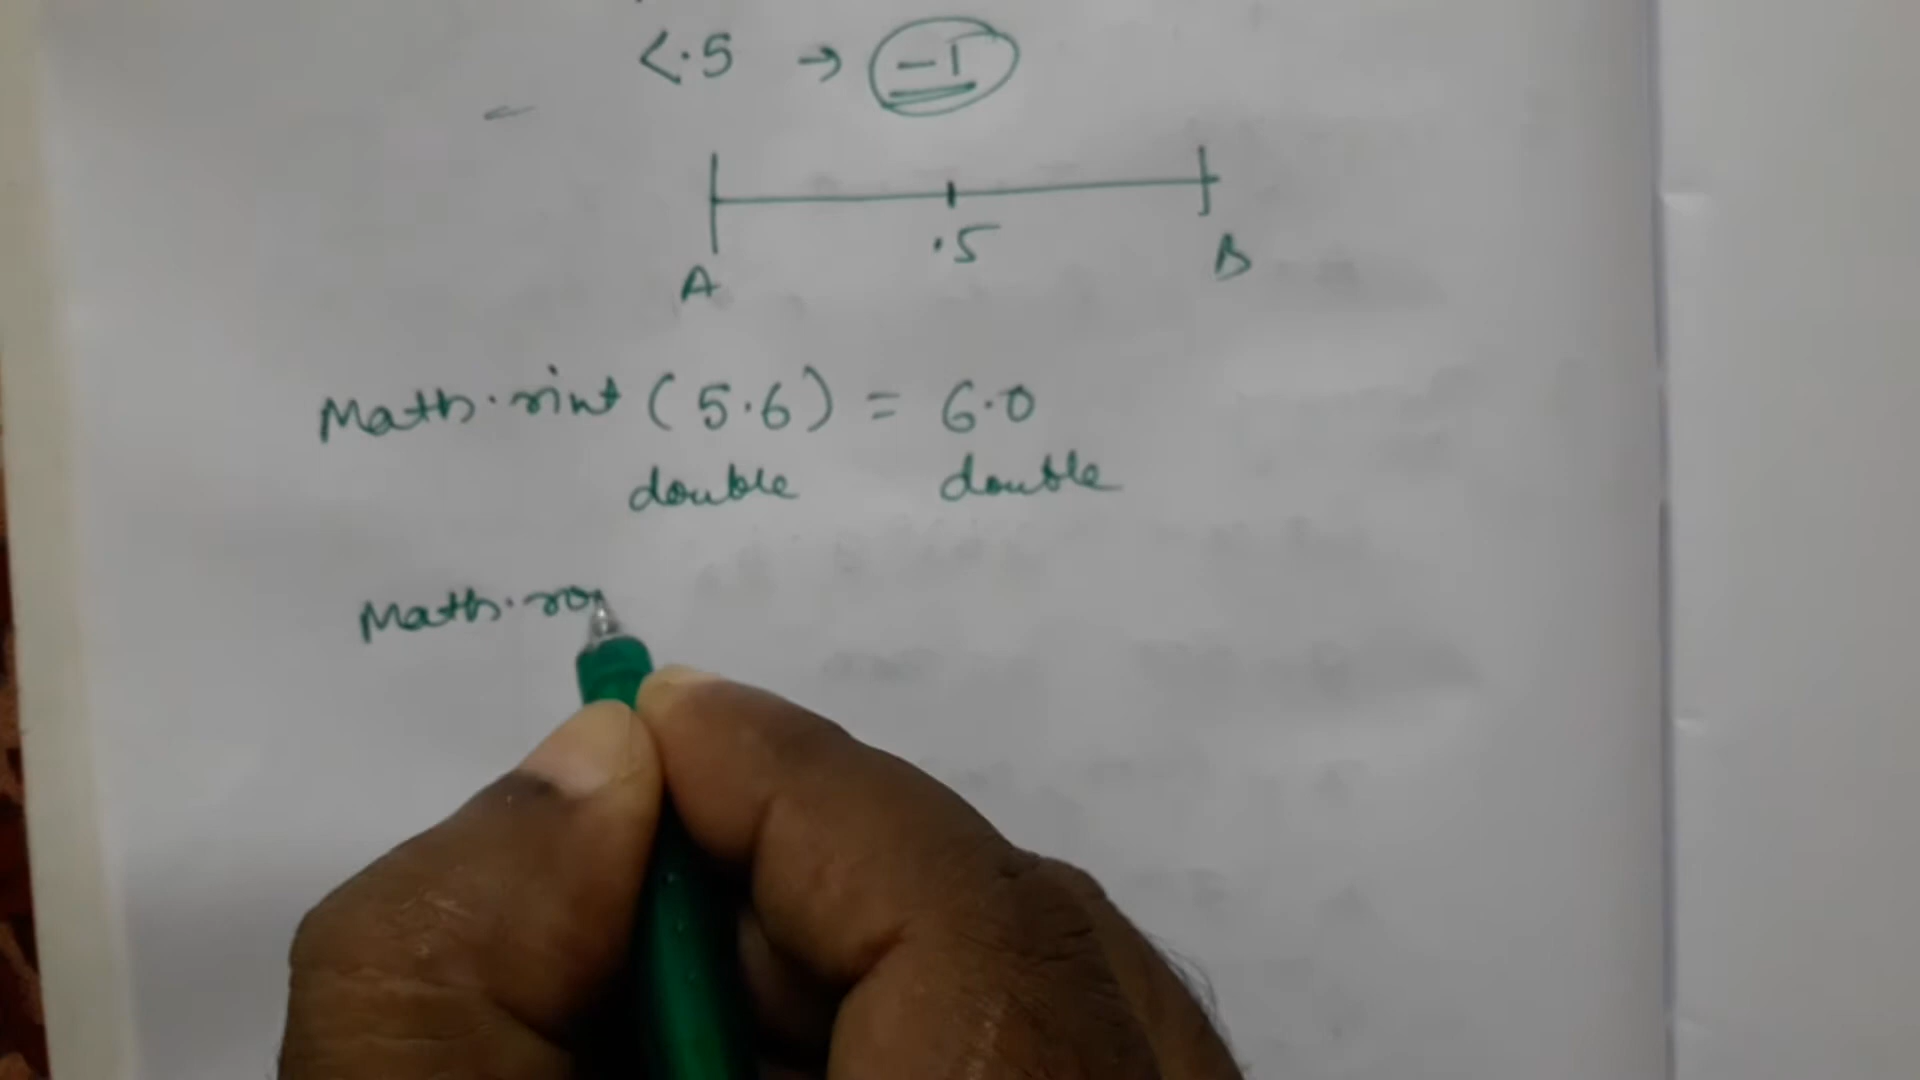 <.5 → -1
.5
A B
Math.rint (5.6) = 6.0
double double
Math.ro